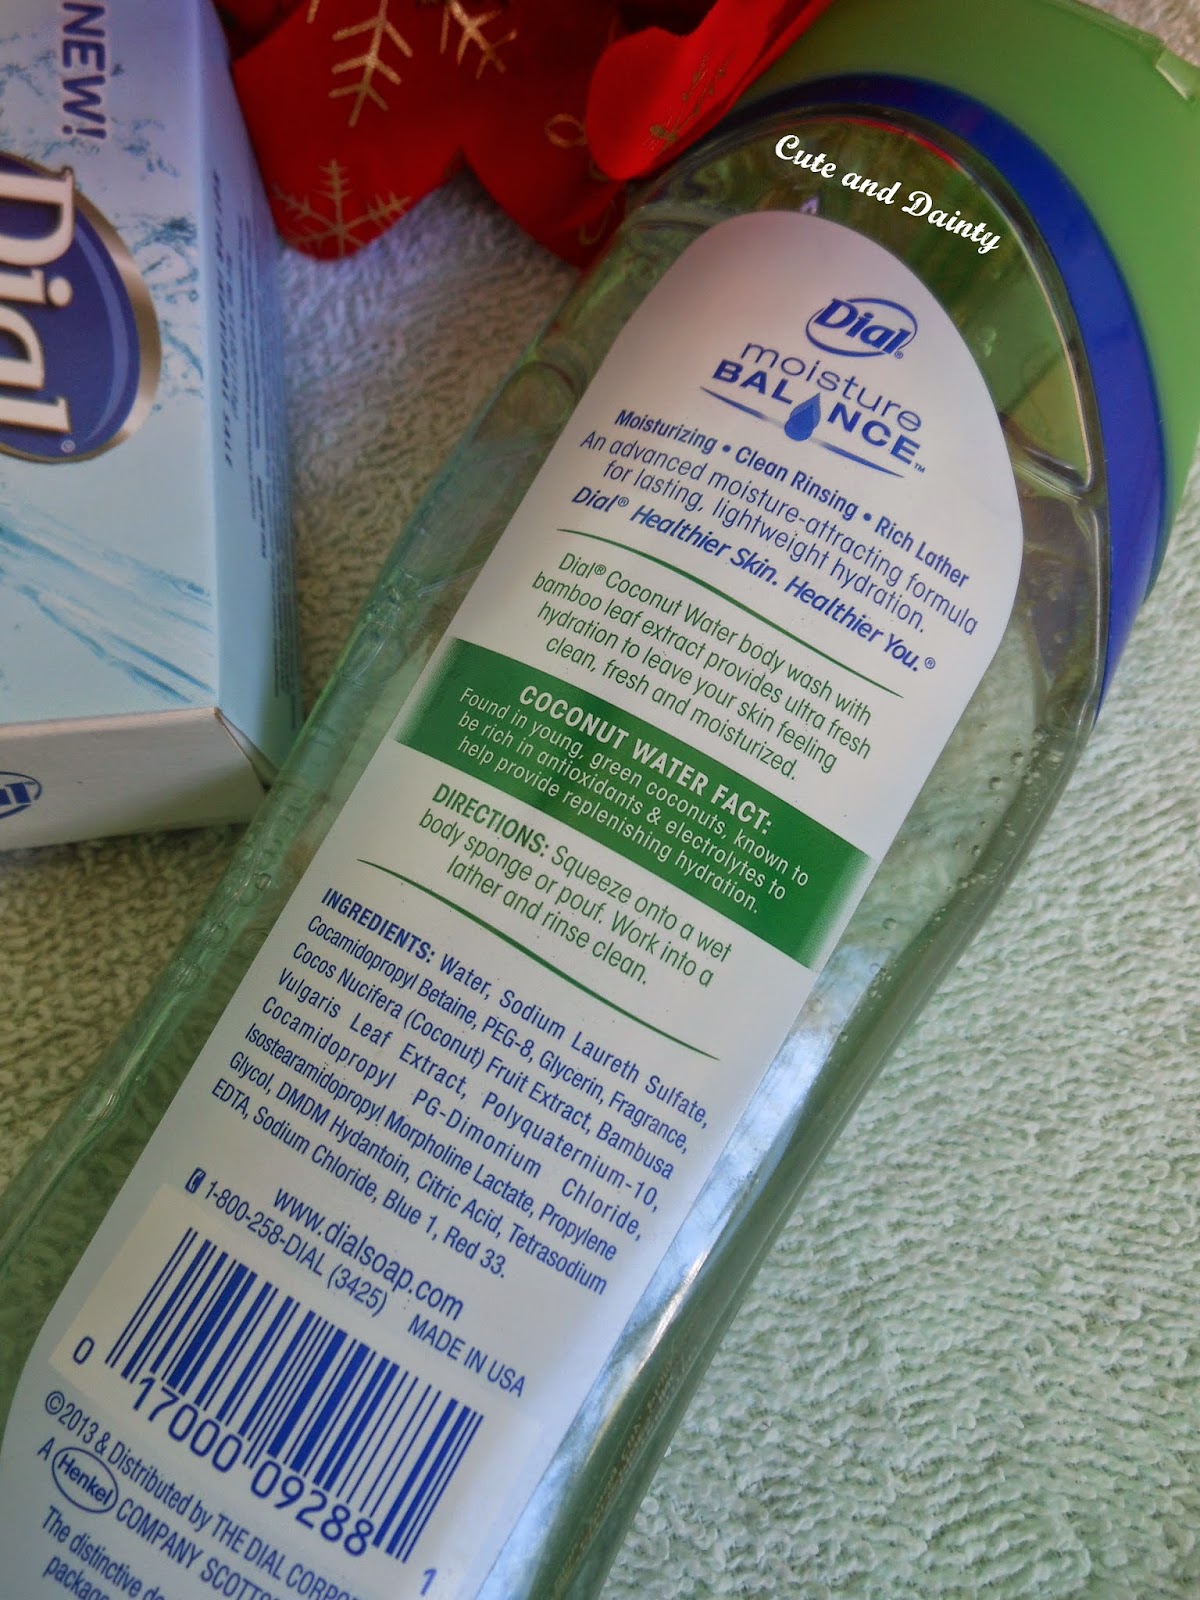 NEW!
Dial®
Cute and Dainty
Dial®
moisture
BALANCE™
Moisturizing • Clean Rinsing • Rich Lather
An advanced moisture-attracting formula
for lasting, lightweight hydration.
Dial® Healthier Skin. Healthier You.®
Dial® Coconut Water body wash with
bamboo leaf extract provides ultra fresh
hydration to leave your skin feeling
clean, fresh and moisturized.
COCONUT WATER FACT:
Found in young, green coconuts, known to
be rich in antioxidants & electrolytes to
help provide replenishing hydration.
DIRECTIONS: Squeeze onto a wet
body sponge or pouf. Work into a
lather and rinse clean.
INGREDIENTS: Water, Sodium Laureth Sulfate,
Cocamidopropyl Betaine, PEG-8, Glycerin, Fragrance,
Cocos Nucifera (Coconut) Fruit Extract, Bambusa
Vulgaris Leaf Extract, Polyquaternium-10,
Cocamidopropyl PG-Dimonium Chloride,
Isostearamidopropyl Morpholine Lactate, Propylene
Glycol, DMDM Hydantoin, Citric Acid, Tetrasodium
EDTA, Sodium Chloride, Blue 1, Red 33.
www.dialsoap.com
1-800-258-DIAL (3425)
MADE IN USA
0 17000 09288 1
©2013 & Distributed by THE DIAL
A Henkel COMPANY
The distinctive